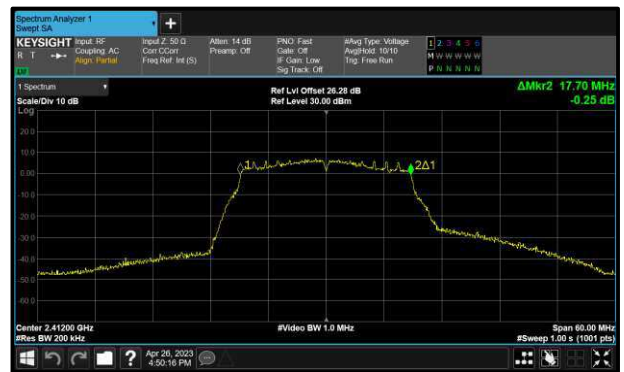 Spectrum Analyzer 1
Swept SA
+
KEYSIGHT Input: RF Input Z: 50 Ω Atten: 14 dB PNO: Fast #Avg Type: Voltage 1 2 3 4 5 6
R T Coupling: AC Corr CCorr Preamp: Off Gate: Off Avg|Hold: 10/10 M W W W W W
Align: Partial Freq Ref: Int (S) IF Gain: Low Trig: Free Run
Sig Track: Off P N N N N N
1 Spectrum Ref Lvl Offset 26.28 dB ΔMkr2 17.70 MHz
Scale/Div 10 dB Ref Level 30.00 dBm -0.25 dB
Log
20.0
10.0
0.00
1
2Δ1
-10.0
-20.0
-30.0
-40.0
-50.0
-60.0
Center 2.41200 GHz #Video BW 1.0 MHz Span 60.00 MHz
#Res BW 200 kHz #Sweep 1.00 s (1001 pts)
? Apr 26, 2023
4:50:16 PM